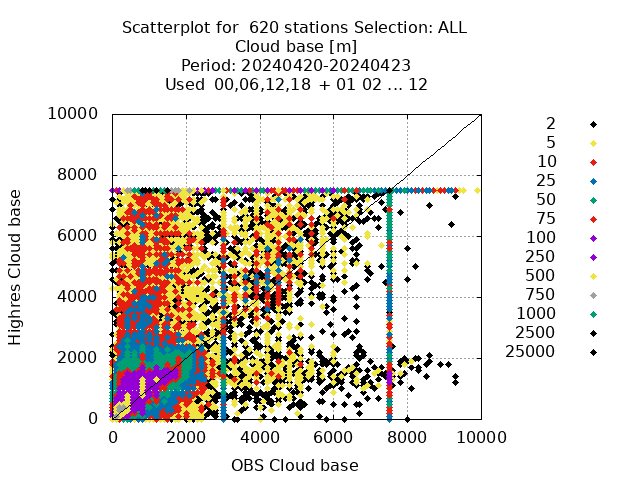 Scatterplot for  620 stations Selection: ALL
Cloud base [m]
Period: 20240420-20240423
Used  00,06,12,18  + 01 02 ... 12
10000
8000
6000
4000
2000
0
Highres Cloud base
0 2000 4000 6000 8000 10000
OBS Cloud base
2
5
10
25
50
75
100
250
500
750
1000
2500
25000